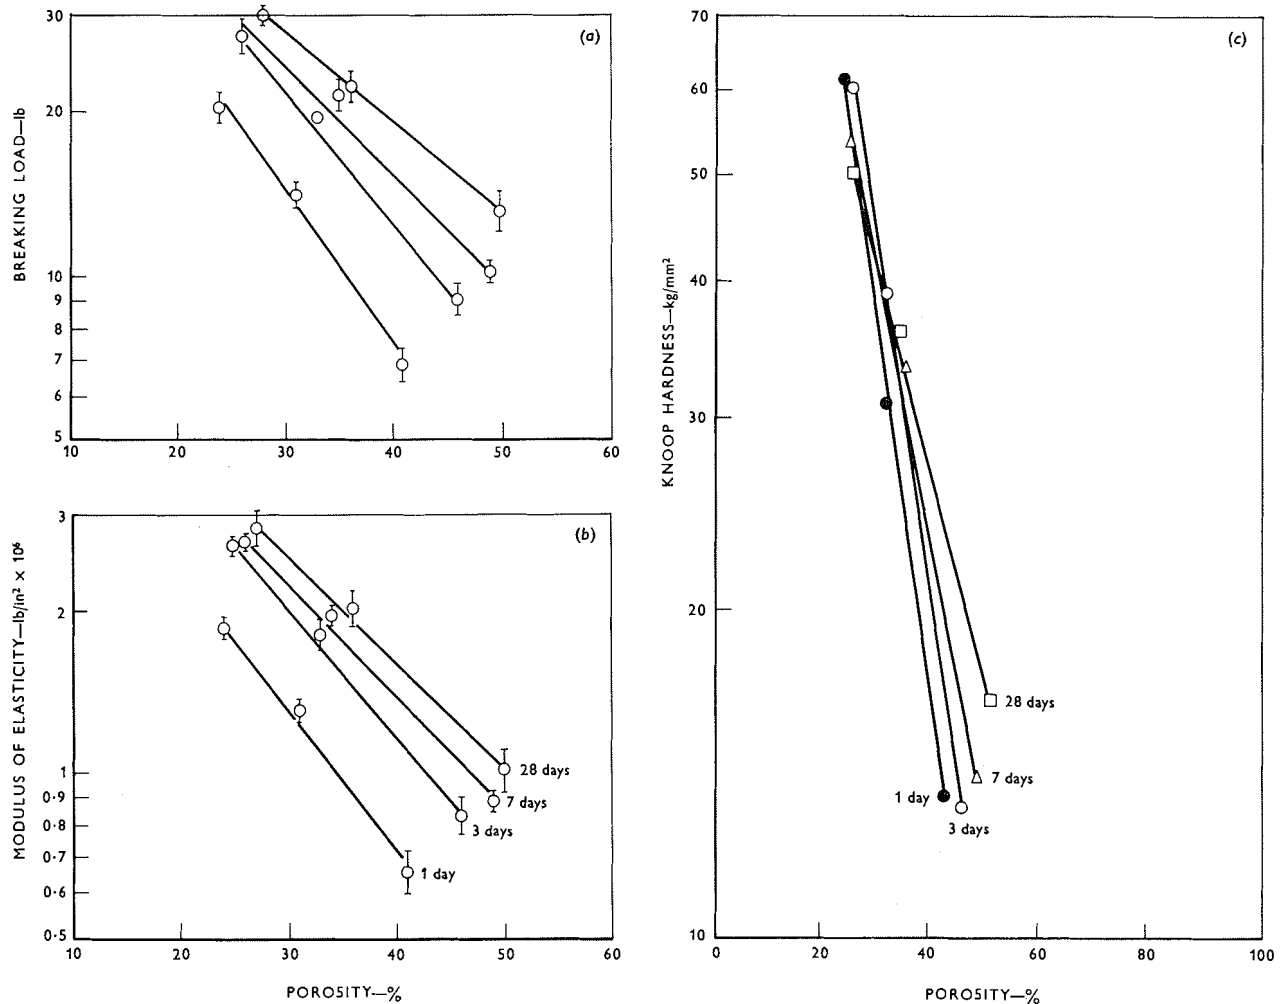 (a)
BREAKING LOAD—lb
30
20
10
9
8
7
6
5
10 20 30 40 50 60
(b)
MODULUS OF ELASTICITY—lb/in² × 10⁶
3
2
1
0·9
0·8
0·7
0·6
0·5
28 days
7 days
3 days
1 day
10 20 30 40 50 60
POROSITY—%
(c)
KNOOP HARDNESS—kg/mm²
70
60
50
40
30
20
10
28 days
7 days
1 day
3 days
0 20 40 60 80 100
POROSITY—%